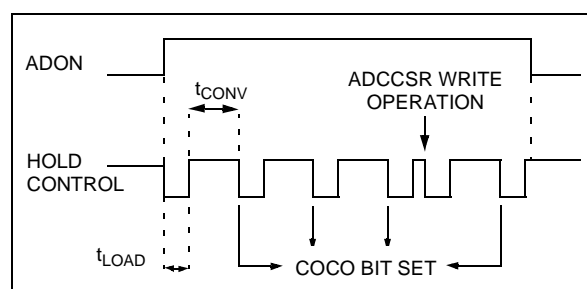 ADON
tCONV
ADCCSR WRITE
OPERATION
HOLD
CONTROL
tLOAD
COCO BIT SET